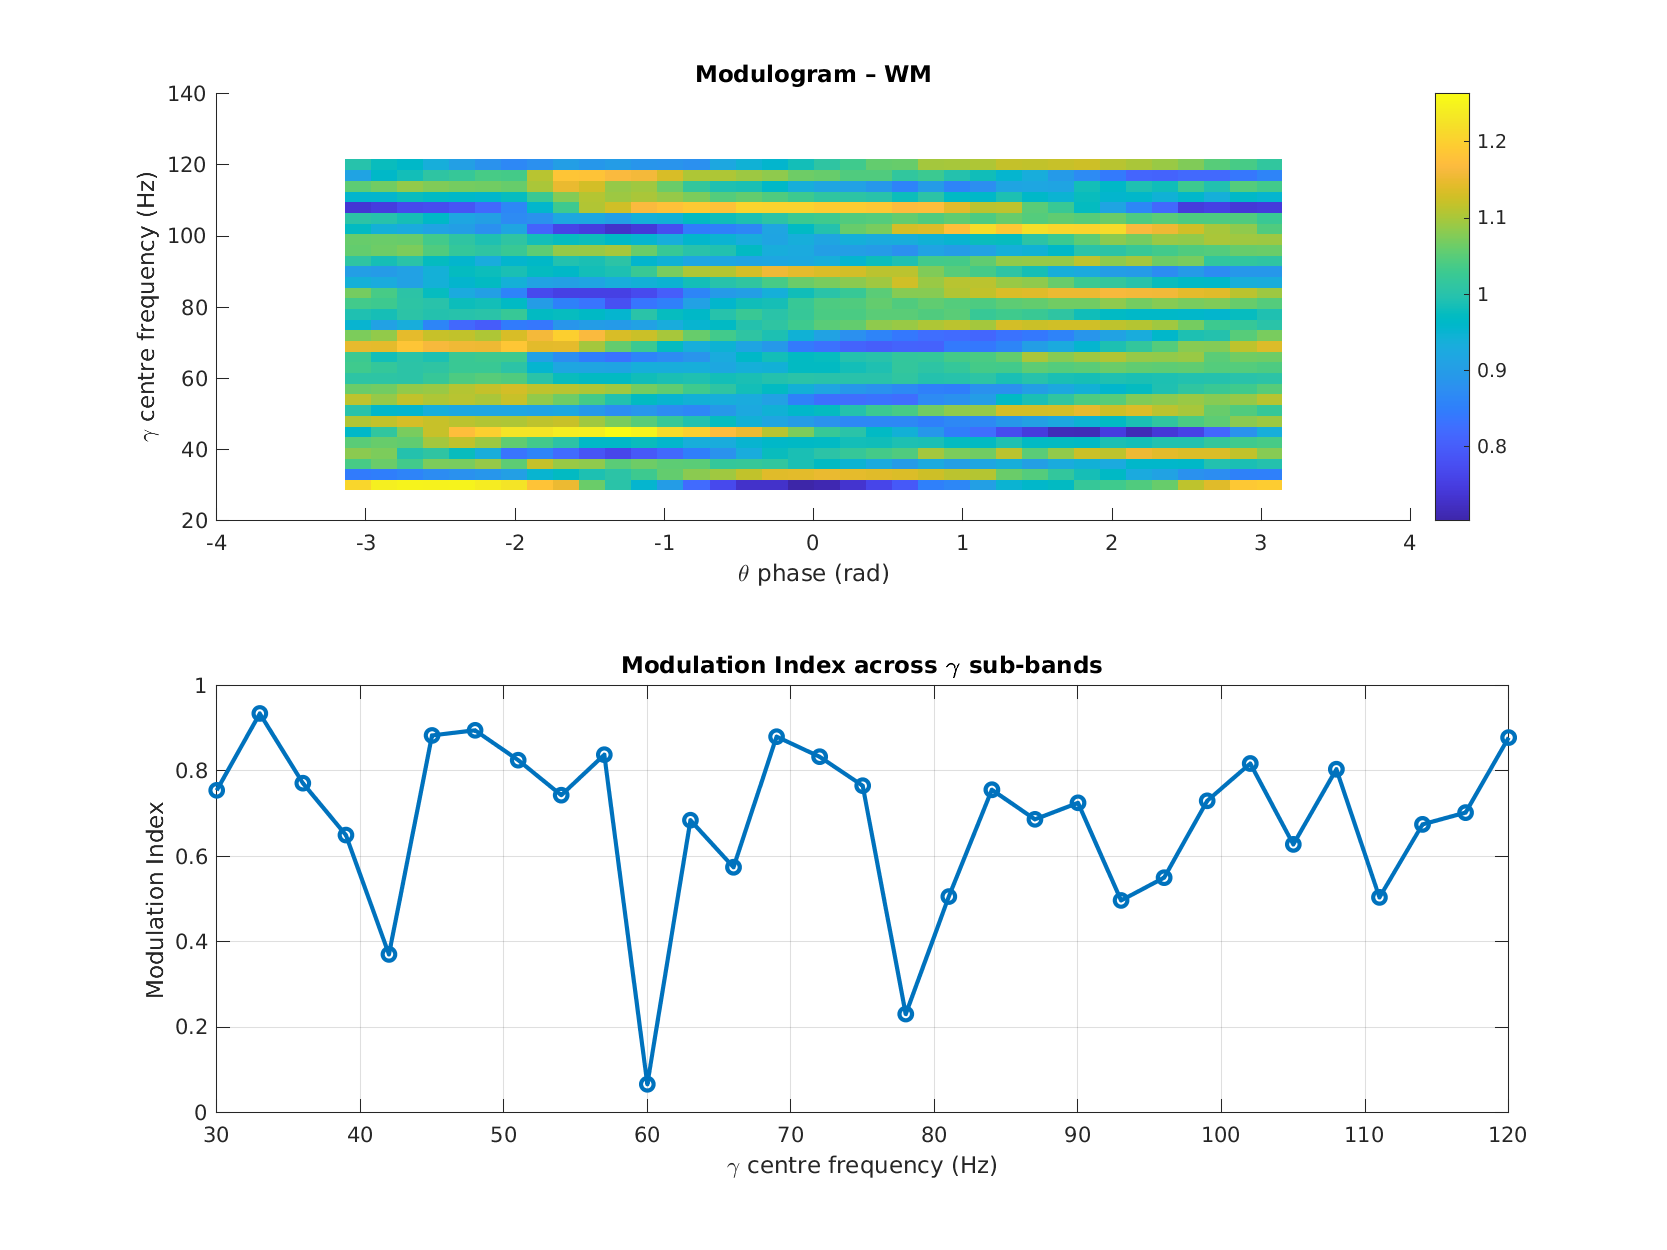 Modulogram – WM
140
120
100
80
60
40
20
γ centre frequency (Hz)
-4 -3 -2 -1 0 1 2 3 4
θ phase (rad)
1.2
1.1
1
0.9
0.8
Modulation Index across γ sub-bands
1
0.8
0.6
0.4
0.2
0
Modulation Index
30 40 50 60 70 80 90 100 110 120
γ centre frequency (Hz)